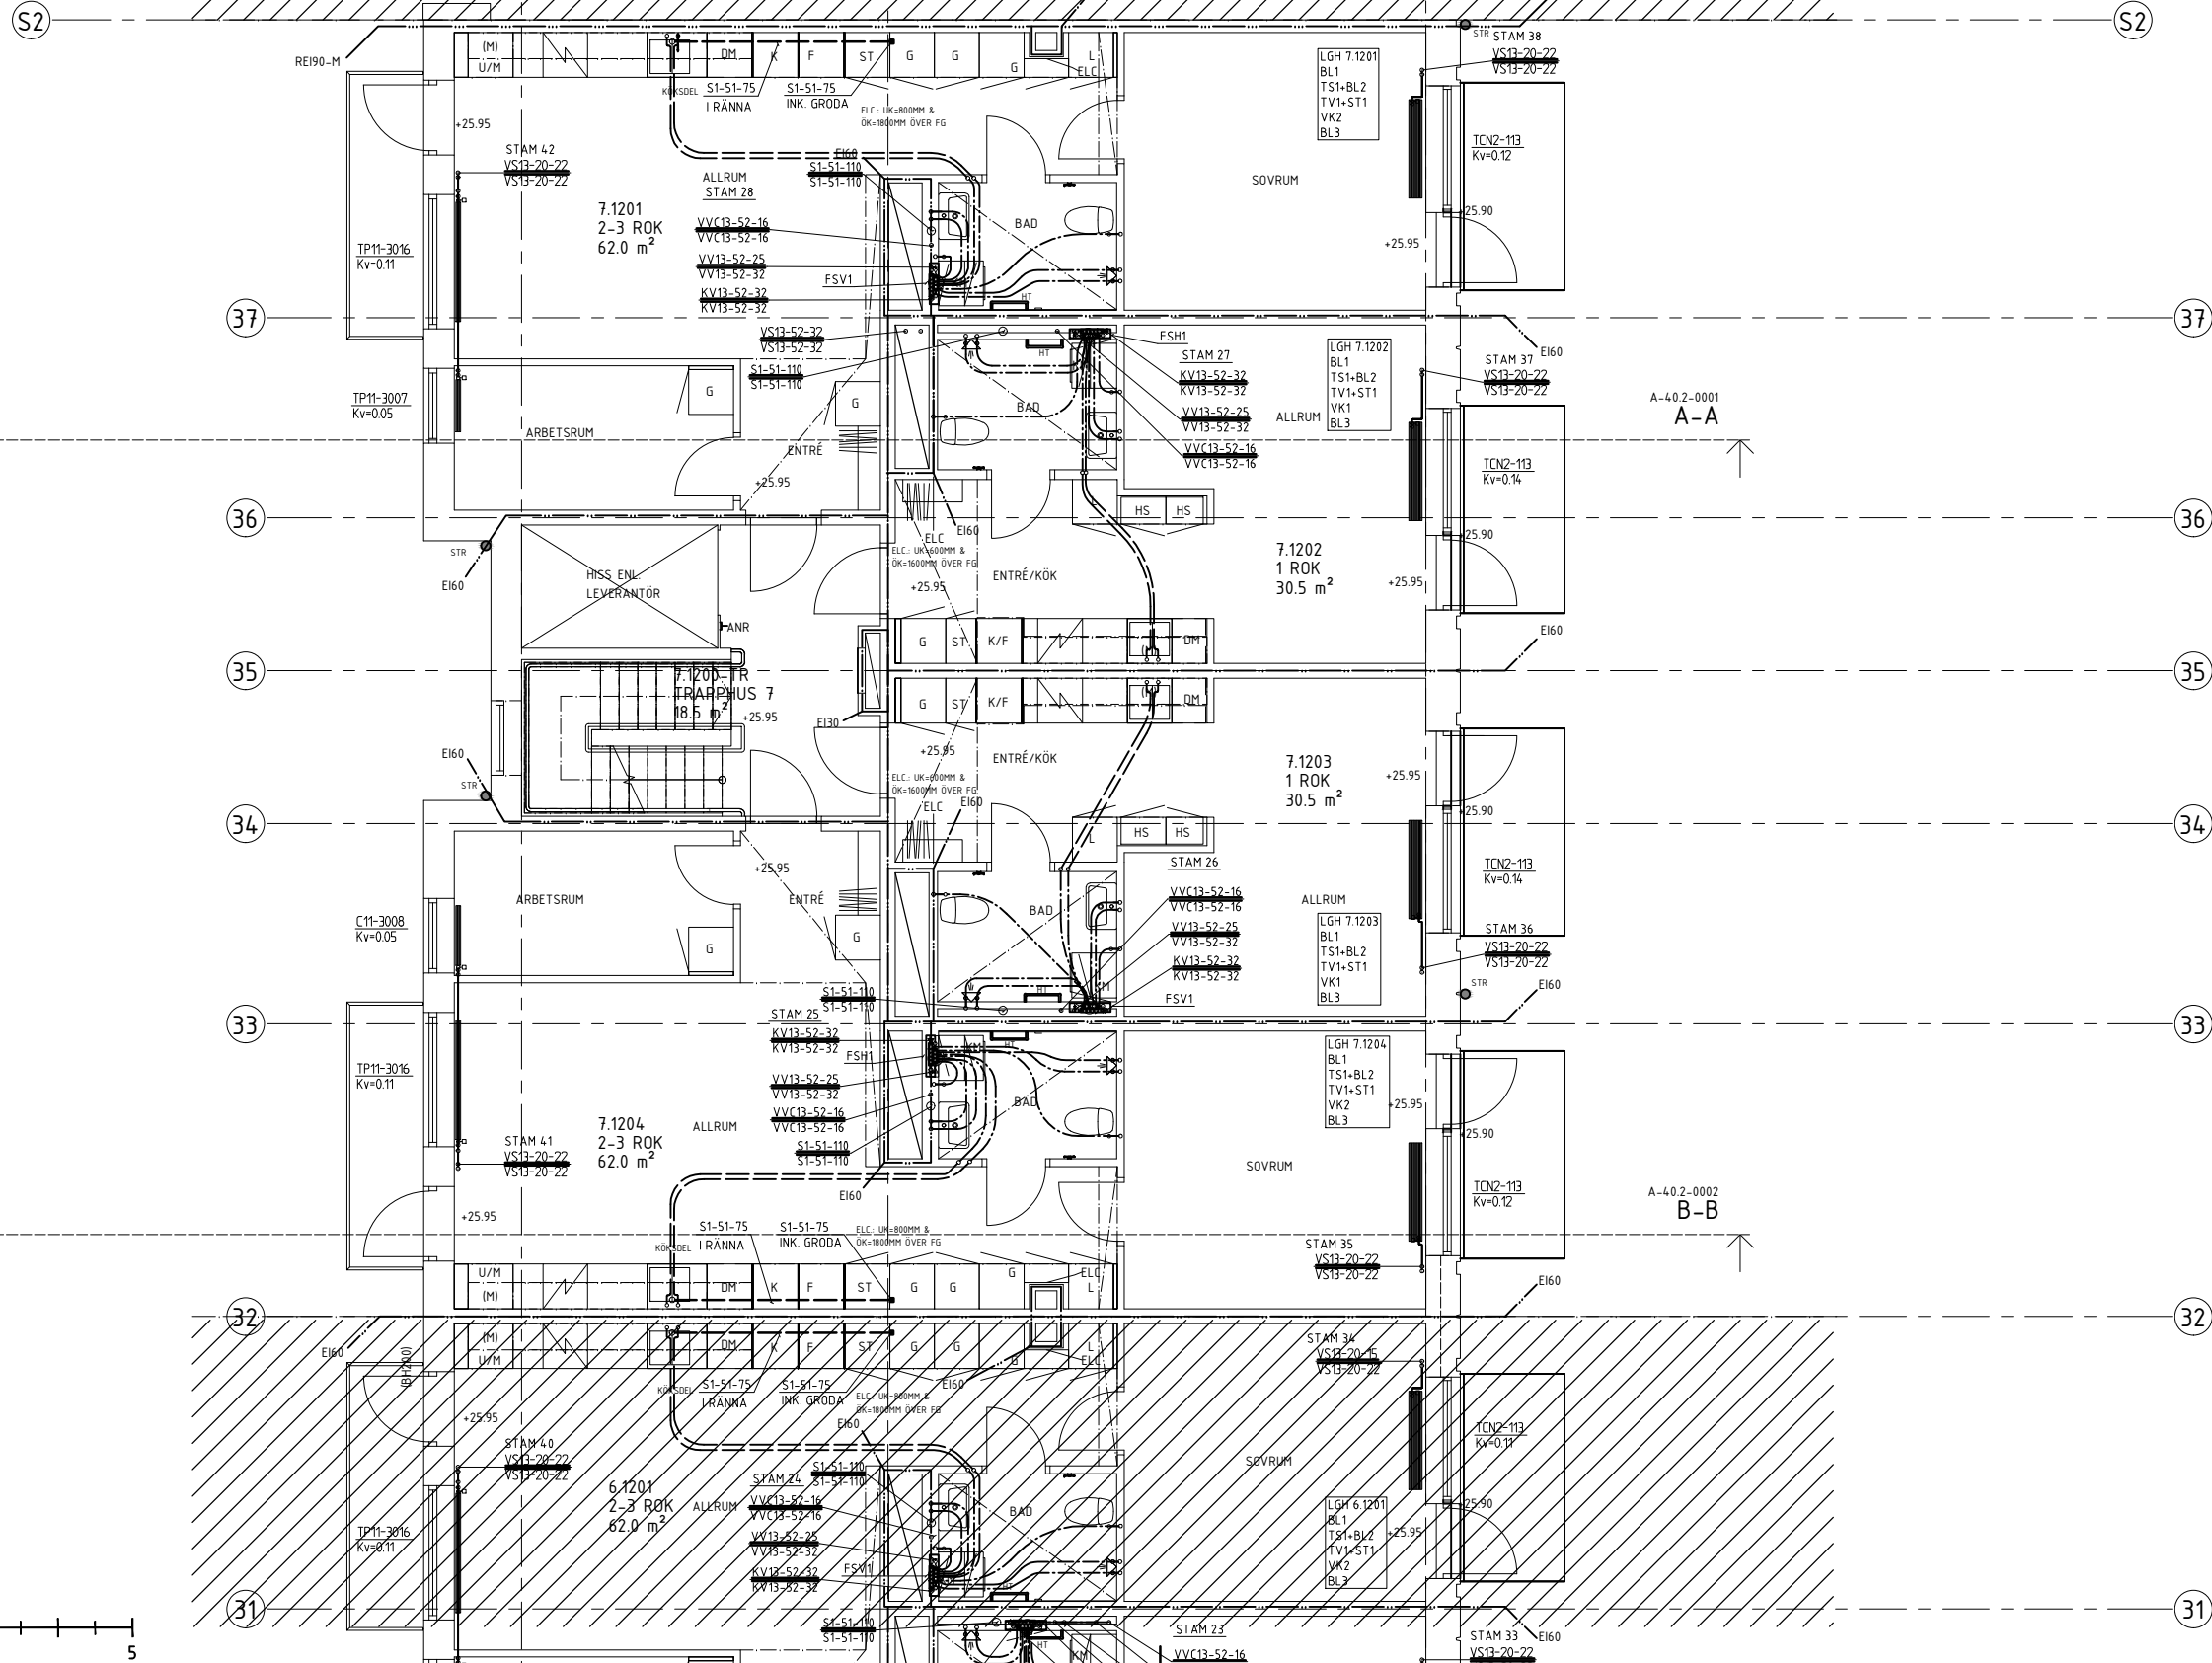 S2
S2
REI90-M
STR
STAM 38
VS13-20-22
VS13-20-22
(M)
U/M
DM
K
F
ST
G
G
G
L
ELC
KÖKSDEL
S1-51-75
I RÄNNA
S1-51-75
INK. GRODA
ELC.: UK=800MM &
ÖK=1800MM ÖVER FG
LGH 7.1201
BL1
TS1+BL2
TV1+ST1
VK2
BL3
+25.95
STAM 42
VS13-20-22
VS13-20-22
EI60
S1-51-110
S1-51-110
ALLRUM
STAM 28
7.1201
2-3 ROK
62.0 m²
VVC13-52-16
VVC13-52-16
VV13-52-25
VV13-52-32
KV13-52-32
KV13-52-32
FSV1
BAD
HT
SOVRUM
+25.95
+25.90
TCN2-113
Kv=0.12
TP11-3016
Kv=0.11
37
37
VS13-52-32
VS13-52-32
S1-51-110
S1-51-110
HT
FSH1
STAM 27
KV13-52-32
KV13-52-32
VV13-52-25
VV13-52-32
VVC13-52-16
VVC13-52-16
BAD
ALLRUM
LGH 7.1202
BL1
TS1+BL2
TV1+ST1
VK1
BL3
EI60
STAM 37
VS13-20-22
VS13-20-22
TP11-3007
Kv=0.05
G
G
ARBETSRUM
ENTRÉ
+25.95
A-40.2-0001
A-A
TCN2-113
Kv=0.14
36
36
STR
EI60
HISS ENL.
LEVERANTÖR
ANR
HS
HS
EI60
ELC
ELC.: UK=600MM &
ÖK=1600MM ÖVER FG
+25.95
ENTRÉ/KÖK
7.1202
1 ROK
30.5 m²
+25.95
+25.90
G
ST
K/F
DM
EI60
35
35
7.1200-TR
TRAPPHUS 7
18.5 m²
+25.95
EI30
G
ST
K/F
DM
+25.95
ENTRÉ/KÖK
ELC.: UK=600MM &
ÖK=1600MM ÖVER FG
ELC
EI60
7.1203
1 ROK
30.5 m²
+25.95
+25.90
EI60
STR
34
34
HS
HS
L
STAM 26
VVC13-52-16
VVC13-52-16
VV13-52-25
VV13-52-32
KV13-52-32
KV13-52-32
FSV1
TCN2-113
Kv=0.14
+25.95
ARBETSRUM
ENTRÉ
G
G
C11-3008
Kv=0.05
BAD
HT
ALLRUM
LGH 7.1203
BL1
TS1+BL2
TV1+ST1
VK1
BL3
STAM 36
VS13-20-22
VS13-20-22
STR
EI60
S1-51-110
S1-51-110
33
33
STAM 25
KV13-52-32
KV13-52-32
FSH1
VV13-52-25
VV13-52-32
VVC13-52-16
VVC13-52-16
S1-51-110
S1-51-110
KM
HT
BAD
LGH 7.1204
BL1
TS1+BL2
TV1+ST1
VK2
BL3
+25.95
+25.90
TP11-3016
Kv=0.11
7.1204
2-3 ROK
62.0 m²
ALLRUM
STAM 41
VS13-20-22
VS13-20-22
EI60
SOVRUM
TCN2-113
Kv=0.12
A-40.2-0002
B-B
+25.95
KÖKSDEL
S1-51-75
I RÄNNA
S1-51-75
INK. GRODA
ELC.: UK=800MM &
ÖK=1800MM ÖVER FG
STAM 35
VS13-20-22
VS13-20-22
U/M
(M)
DM
K
F
ST
G
G
G
ELC
L
EI60
32
32
EI60
(BH200)
(M)
U/M
DM
K
F
ST
G
G
G
L
ELC
STAM 34
VS13-20-15
VS13-20-22
KÖKSDEL
S1-51-75
I RÄNNA
S1-51-75
INK. GRODA
ELC.: UK=800MM &
ÖK=1800MM ÖVER FG
EI60
EI60
+25.95
STAM 40
VS13-20-22
VS13-20-22
TCN2-113
Kv=0.11
S1-51-110
S1-51-110
STAM 24
6.1201
2-3 ROK
62.0 m²
ALLRUM
VVC13-52-16
VVC13-52-16
VV13-52-25
VV13-52-32
KV13-52-32
KV13-52-32
FSV1
BAD
HT
SOVRUM
LGH 6.1201
BL1
TS1+BL2
TV1+ST1
VK2
BL3
+25.95
+25.90
TP11-3016
Kv=0.11
31
31
S1-51-110
S1-51-110
HT
KM
STAM 23
VVC13-52-16
EI60
STAM 33
VS13-20-22
5